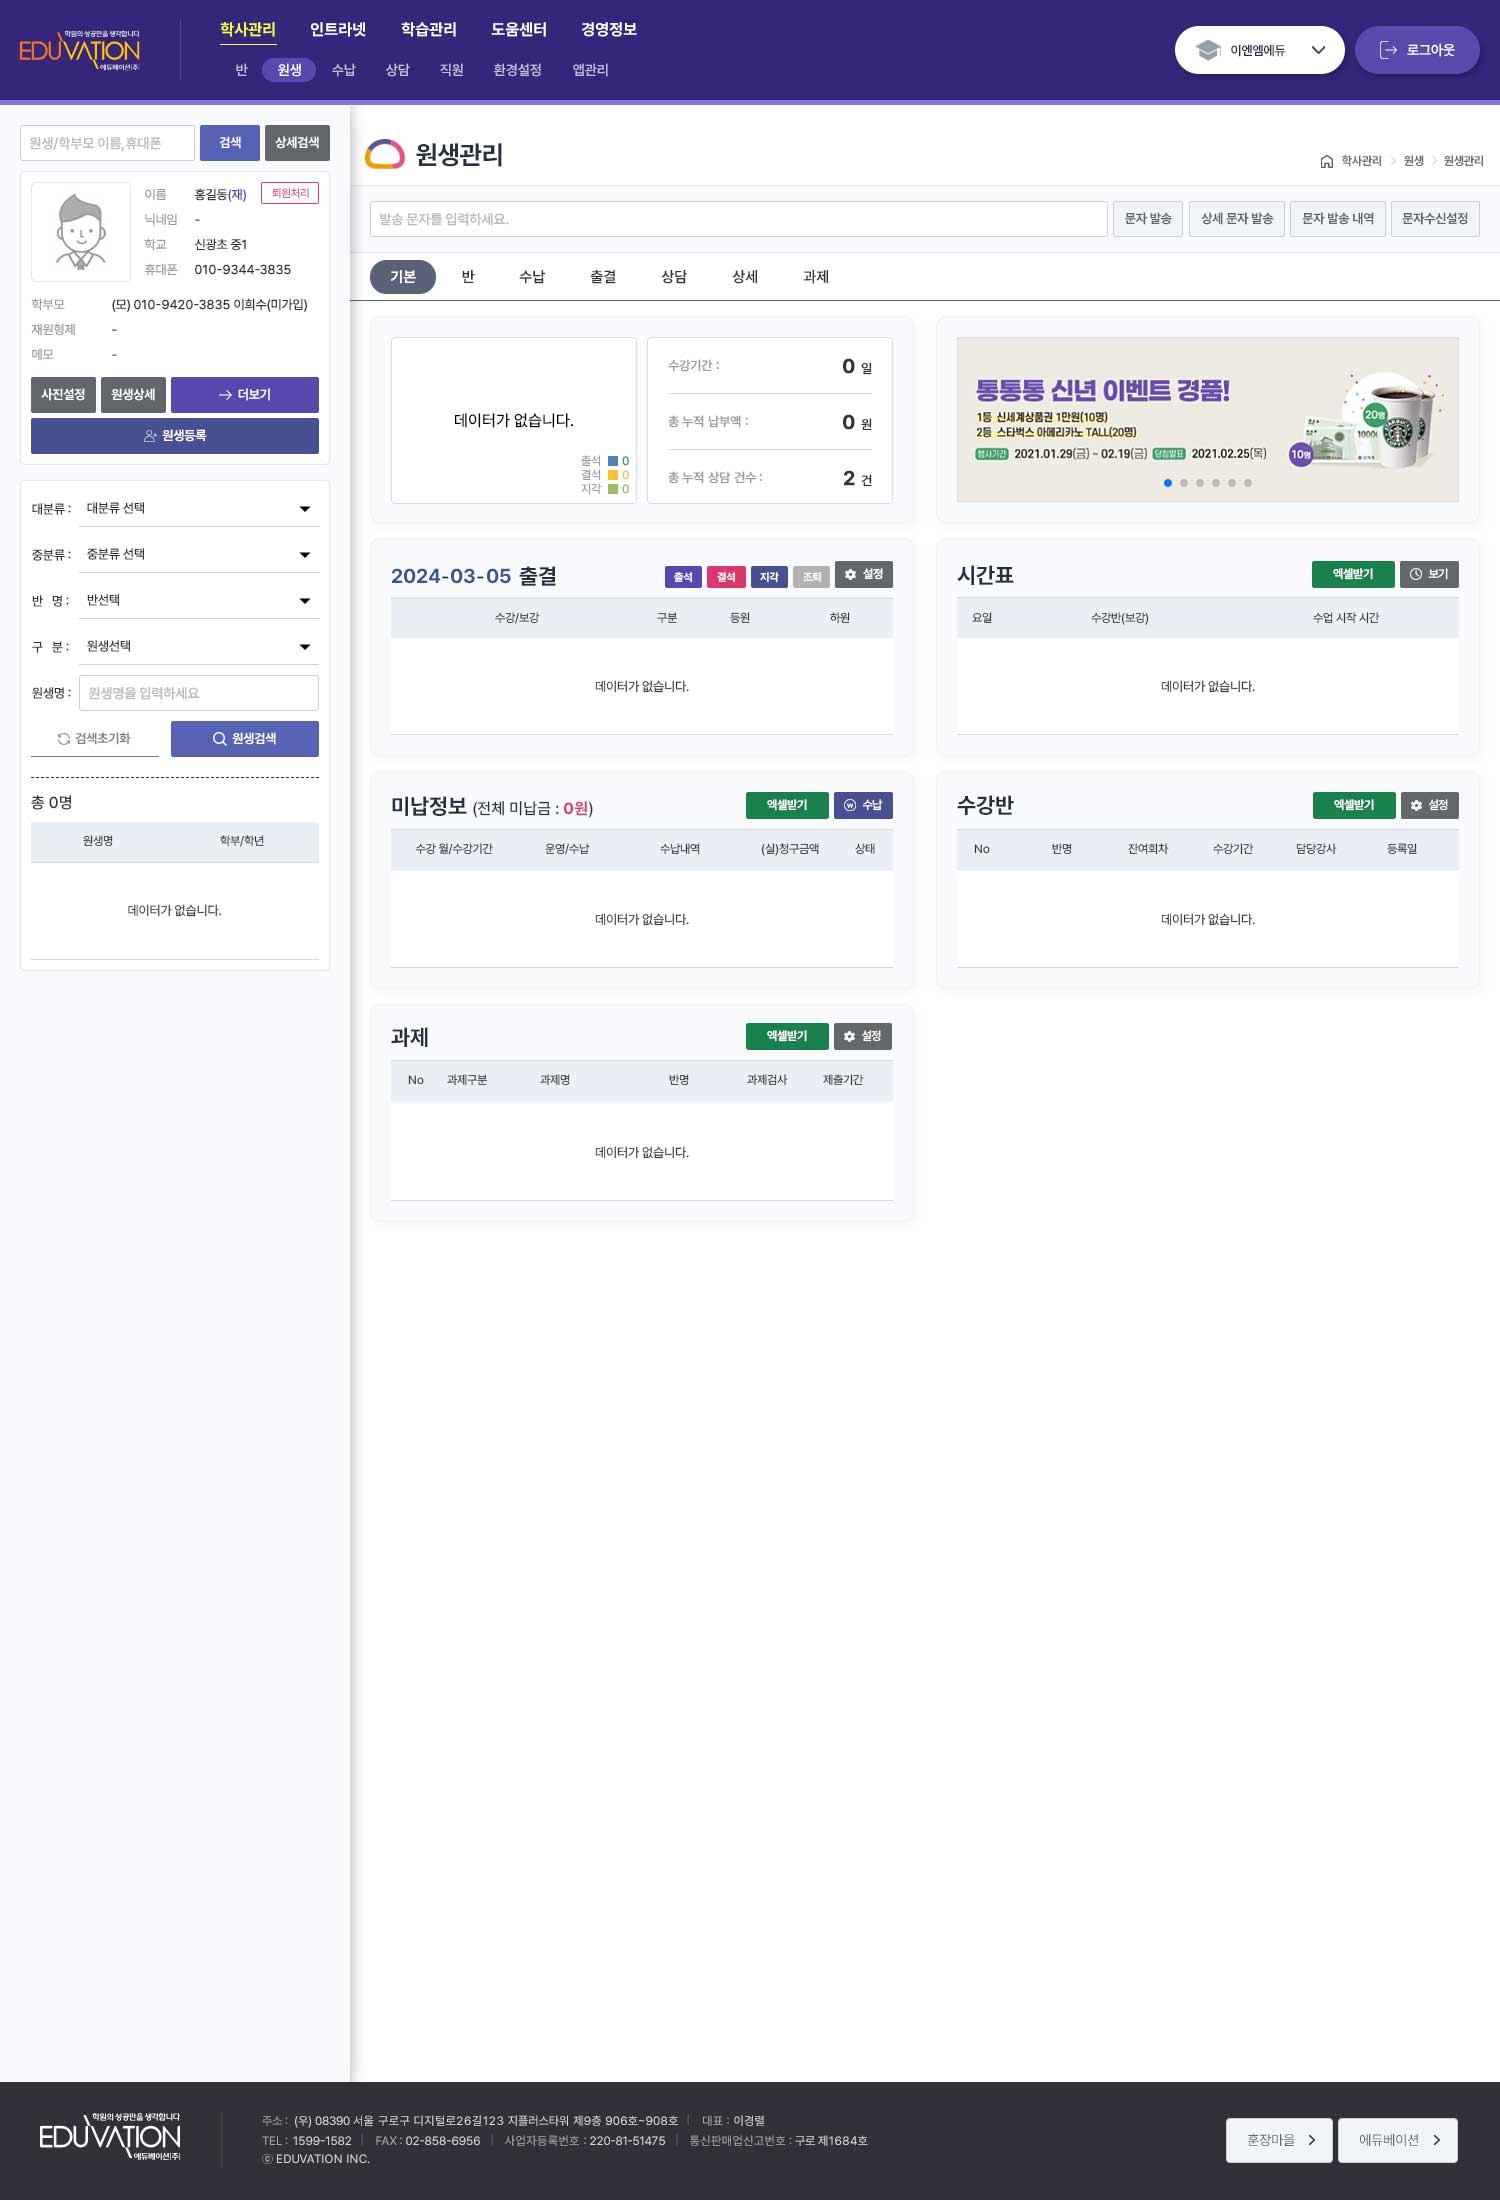 학원의 성공만을 생각합니다
EDUVATION
에듀베이션(주)
학사관리 인트라넷 학습관리 도움센터 경영정보
반 원생 수납 상담 직원 환경설정 앱관리
이엔엠에듀
로그아웃
원생/학부모 이름,휴대폰 검색 상세검색
이름 홍길동(재) 퇴원처리
닉네임 -
학교 신광초 중1
휴대폰 010-9344-3835
학부모 (모) 010-9420-3835 이희수(미가입)
재원형제 -
메모 -
사진설정 원생상세 더보기
원생등록
대분류 : 대분류 선택
중분류 : 중분류 선택
반 명 : 반선택
구 분 : 원생선택
원생명 : 원생명을 입력하세요
검색초기화 원생검색
총 0명
원생명 학부/학년
데이터가 없습니다.
원생관리
학사관리 원생 원생관리
발송 문자를 입력하세요. 문자 발송 상세 문자 발송 문자 발송 내역 문자수신설정
기본 반 수납 출결 상담 상세 과제
데이터가 없습니다.
출석 0
결석 0
지각 0
수강기간 : 0 일
총 누적 납부액 : 0 원
총 누적 상담 건수 : 2 건
통통통 신년 이벤트 경품!
1등 신세계상품권 1만원(10명)
2등 스타벅스 아메리카노 TALL(20명)
행사기간 2021.01.29(금) ~ 02.19(금) 당첨발표 2021.02.25(목)
20명
10명
2024-03-05 출결 출석 결석 지각 조퇴 설정
수강/보강 구분 등원 하원
데이터가 없습니다.
시간표 엑셀받기 보기
요일 수강반(보강) 수업 시작 시간
데이터가 없습니다.
미납정보 (전체 미납금 : 0원) 엑셀받기 수납
수강 월/수강기간 운영/수납 수납내역 (실)청구금액 상태
데이터가 없습니다.
수강반 엑셀받기 설정
No 반명 잔여회차 수강기간 담당강사 등록일
데이터가 없습니다.
과제 엑셀받기 설정
No 과제구분 과제명 반명 과제검사 제출기간
데이터가 없습니다.
학원의 성공만을 생각합니다
EDUVATION
에듀베이션(주)
주소 : (우) 08390 서울 구로구 디지털로26길123 지플러스타워 제9층 906호~908호 대표 : 이경렬
TEL : 1599-1582 FAX : 02-858-6956 사업자등록번호 : 220-81-51475 통신판매업신고번호 : 구로 제1684호
ⓒ EDUVATION INC.
훈장마을 에듀베이션